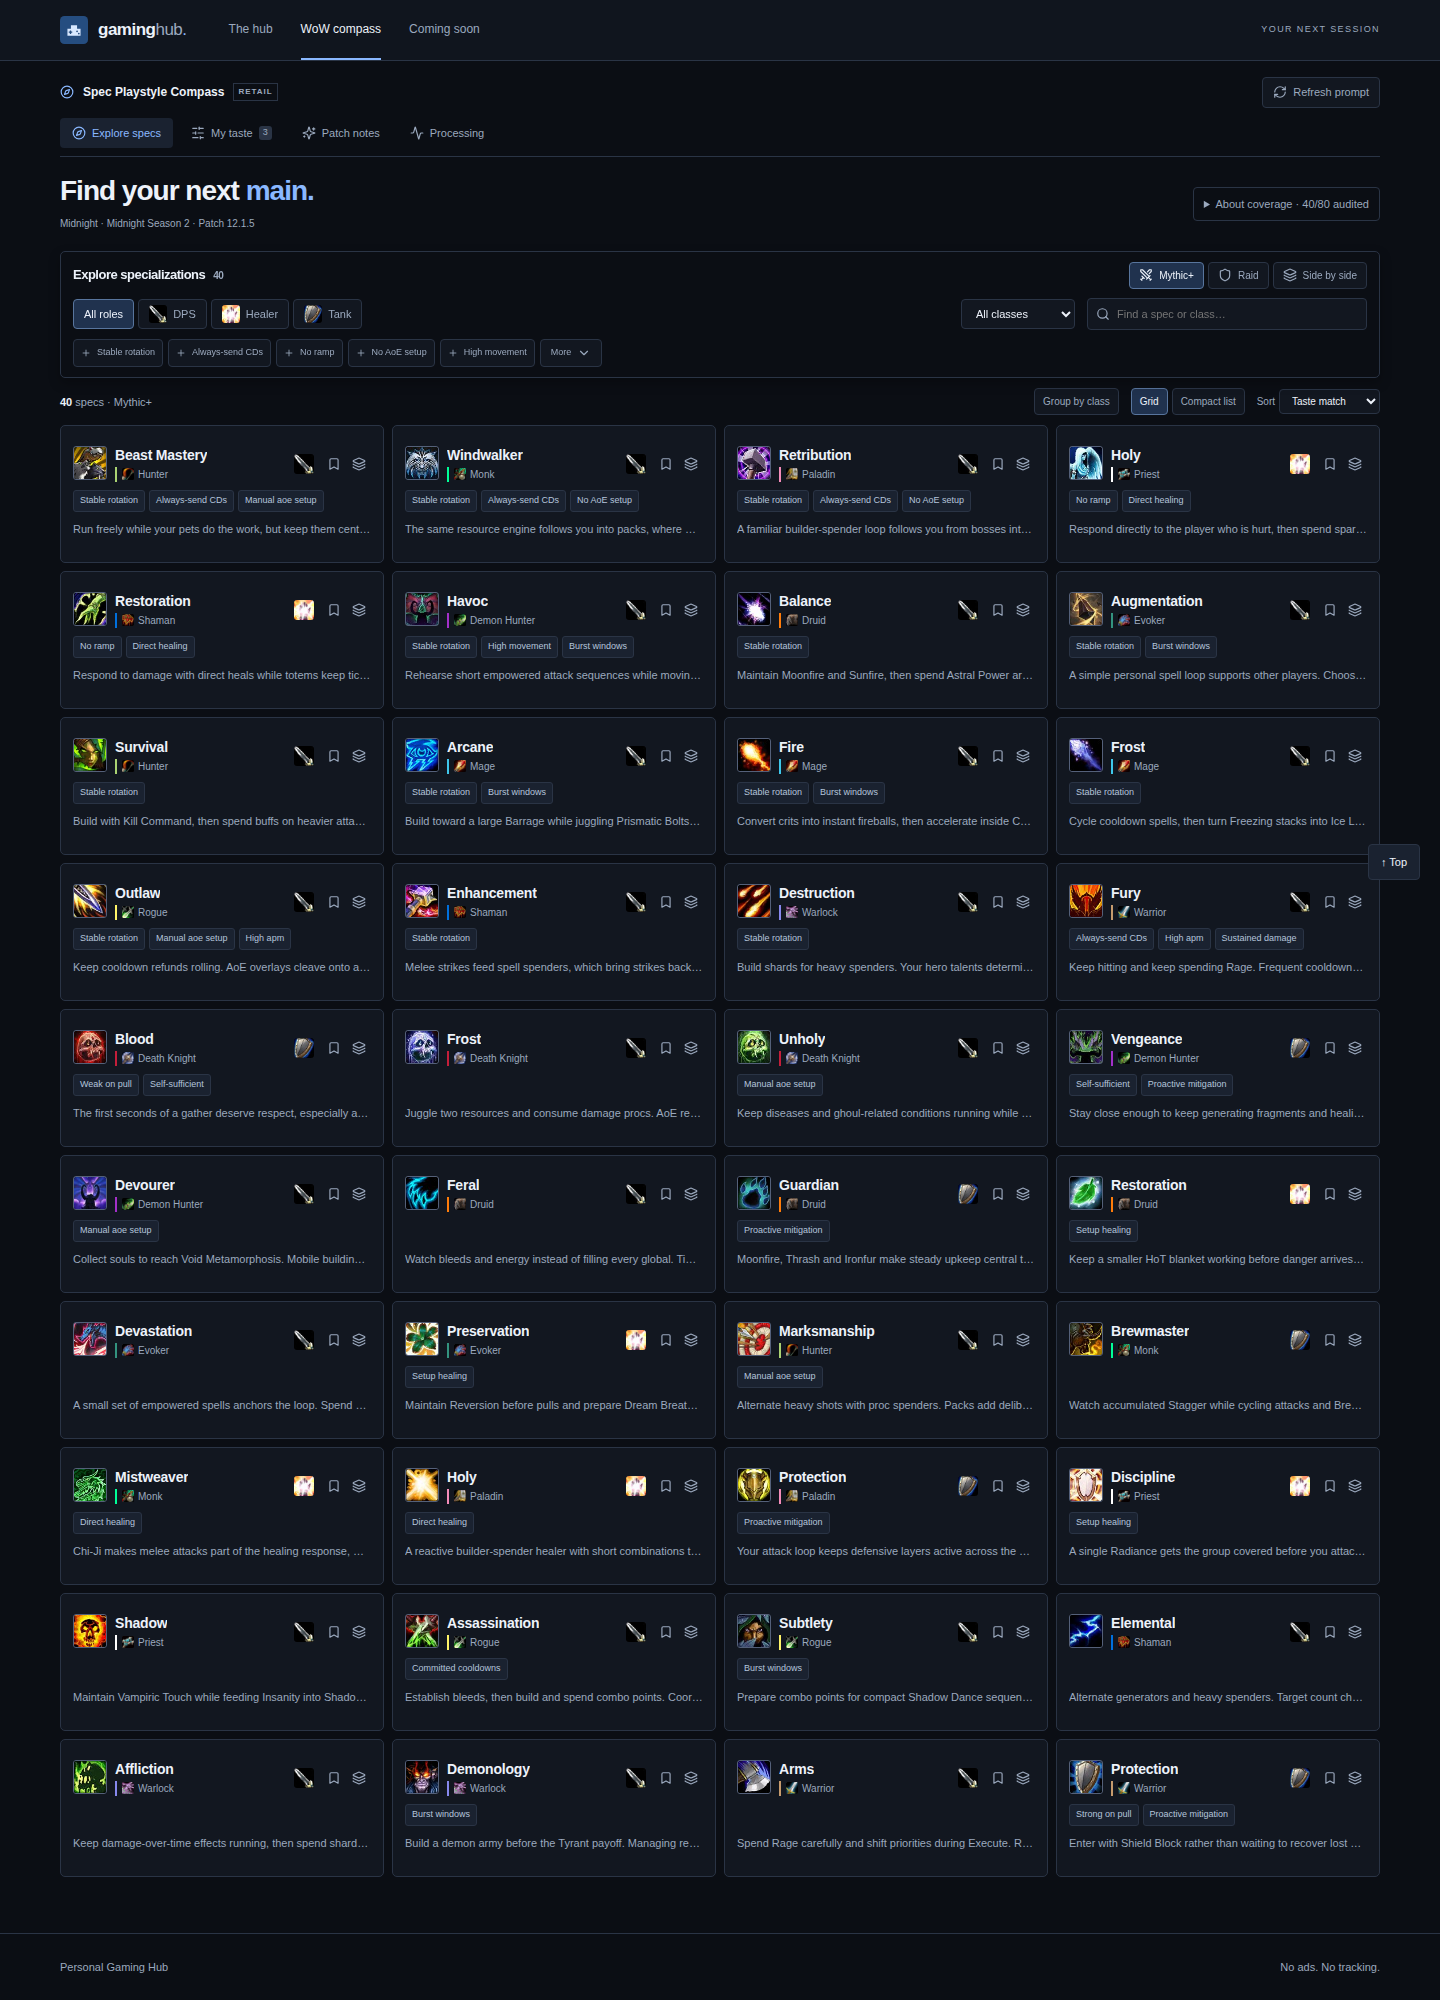 gaminghub.
The hub
WoW compass
Coming soon
YOUR NEXT SESSION
Spec Playstyle Compass
RETAIL
Refresh prompt
Explore specs
My taste 3
Patch notes
Processing
Find your next main.
Midnight · Midnight Season 2 · Patch 12.1.5
▶ About coverage · 40/80 audited
Explore specializations 40
Mythic+
Raid
Side by side
All roles
DPS
Healer
Tank
All classes
Find a spec or class…
+ Stable rotation
+ Always-send CDs
+ No ramp
+ No AoE setup
+ High movement
More
40 specs · Mythic+
Group by class
Grid
Compact list
Sort
Taste match
Beast Mastery
Hunter
Stable rotation
Always-send CDs
Manual aoe setup
Run freely while your pets do the work, but keep them cent…
Windwalker
Monk
Stable rotation
Always-send CDs
No AoE setup
The same resource engine follows you into packs, where …
Retribution
Paladin
Stable rotation
Always-send CDs
No AoE setup
A familiar builder-spender loop follows you from bosses int…
Holy
Priest
No ramp
Direct healing
Respond directly to the player who is hurt, then spend spar…
Restoration
Shaman
No ramp
Direct healing
Respond to damage with direct heals while totems keep tic…
Havoc
Demon Hunter
Stable rotation
High movement
Burst windows
Rehearse short empowered attack sequences while movin…
Balance
Druid
Stable rotation
Maintain Moonfire and Sunfire, then spend Astral Power ar…
Augmentation
Evoker
Stable rotation
Burst windows
A simple personal spell loop supports other players. Choos…
Survival
Hunter
Stable rotation
Build with Kill Command, then spend buffs on heavier atta…
Arcane
Mage
Stable rotation
Burst windows
Build toward a large Barrage while juggling Prismatic Bolts…
Fire
Mage
Stable rotation
Burst windows
Convert crits into instant fireballs, then accelerate inside C…
Frost
Mage
Stable rotation
Cycle cooldown spells, then turn Freezing stacks into Ice L…
↑ Top
Outlaw
Rogue
Stable rotation
Manual aoe setup
High apm
Keep cooldown refunds rolling. AoE overlays cleave onto a…
Enhancement
Shaman
Stable rotation
Melee strikes feed spell spenders, which bring strikes back…
Destruction
Warlock
Stable rotation
Build shards for heavy spenders. Your hero talents determi…
Fury
Warrior
Always-send CDs
High apm
Sustained damage
Keep hitting and keep spending Rage. Frequent cooldown…
Blood
Death Knight
Weak on pull
Self-sufficient
The first seconds of a gather deserve respect, especially a…
Frost
Death Knight
Juggle two resources and consume damage procs. AoE re…
Unholy
Death Knight
Manual aoe setup
Keep diseases and ghoul-related conditions running while …
Vengeance
Demon Hunter
Self-sufficient
Proactive mitigation
Stay close enough to keep generating fragments and heali…
Devourer
Demon Hunter
Manual aoe setup
Collect souls to reach Void Metamorphosis. Mobile buildin…
Feral
Druid
Watch bleeds and energy instead of filling every global. Ti…
Guardian
Druid
Proactive mitigation
Moonfire, Thrash and Ironfur make steady upkeep central t…
Restoration
Druid
Setup healing
Keep a smaller HoT blanket working before danger arrives…
Devastation
Evoker
A small set of empowered spells anchors the loop. Spend …
Preservation
Evoker
Setup healing
Maintain Reversion before pulls and prepare Dream Breat…
Marksmanship
Hunter
Manual aoe setup
Alternate heavy shots with proc spenders. Packs add delib…
Brewmaster
Monk
Watch accumulated Stagger while cycling attacks and Bre…
Mistweaver
Monk
Direct healing
Chi-Ji makes melee attacks part of the healing response, …
Holy
Paladin
Direct healing
A reactive builder-spender healer with short combinations t…
Protection
Paladin
Proactive mitigation
Your attack loop keeps defensive layers active across the …
Discipline
Priest
Setup healing
A single Radiance gets the group covered before you attac…
Shadow
Priest
Maintain Vampiric Touch while feeding Insanity into Shado…
Assassination
Rogue
Committed cooldowns
Establish bleeds, then build and spend combo points. Coor…
Subtlety
Rogue
Burst windows
Prepare combo points for compact Shadow Dance sequen…
Elemental
Shaman
Alternate generators and heavy spenders. Target count ch…
Affliction
Warlock
Keep damage-over-time effects running, then spend shard…
Demonology
Warlock
Burst windows
Build a demon army before the Tyrant payoff. Managing re…
Arms
Warrior
Spend Rage carefully and shift priorities during Execute. R…
Protection
Warrior
Strong on pull
Proactive mitigation
Enter with Shield Block rather than waiting to recover lost …
Personal Gaming Hub
No ads. No tracking.